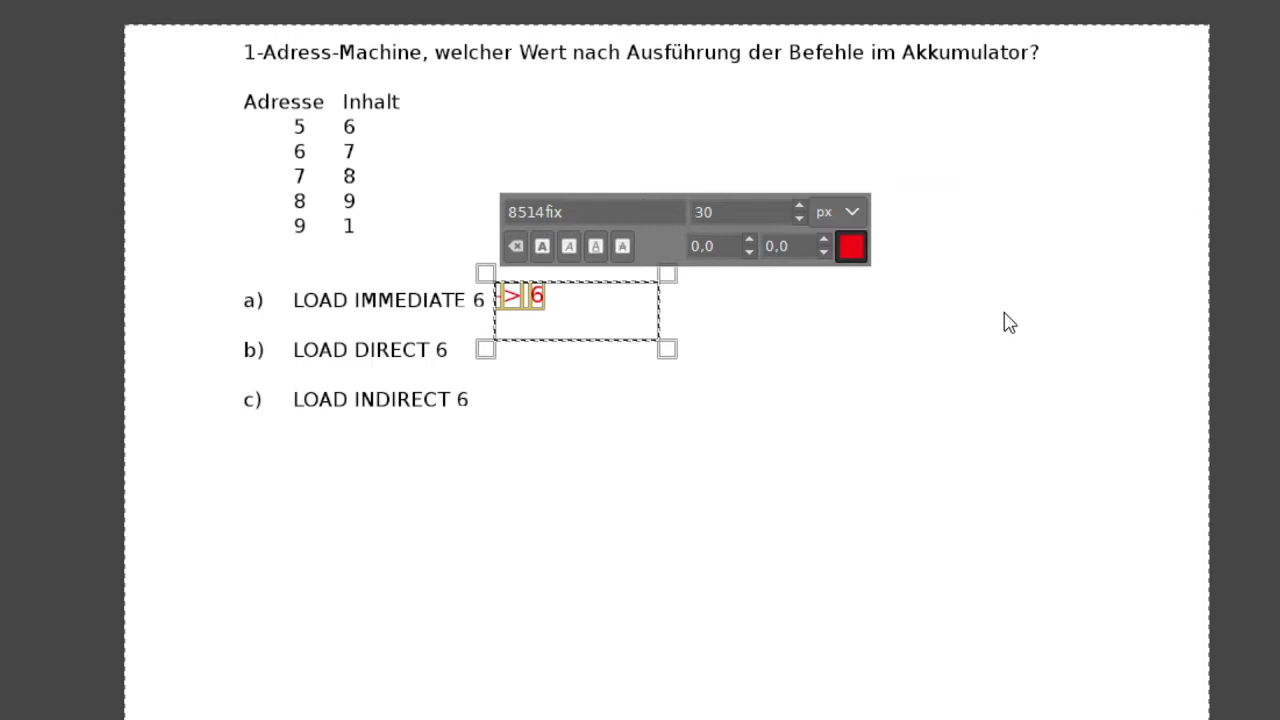 1-Adress-Machine, welcher Wert nach Ausführung der Befehle im Akkumulator?
Adresse Inhalt
5 6
6 7
7 8
8 9
9 1
8514fix 30 px
A A A A 0,0 0,0
a) LOAD IMMEDIATE 6 -> 6
b) LOAD DIRECT 6
c) LOAD INDIRECT 6